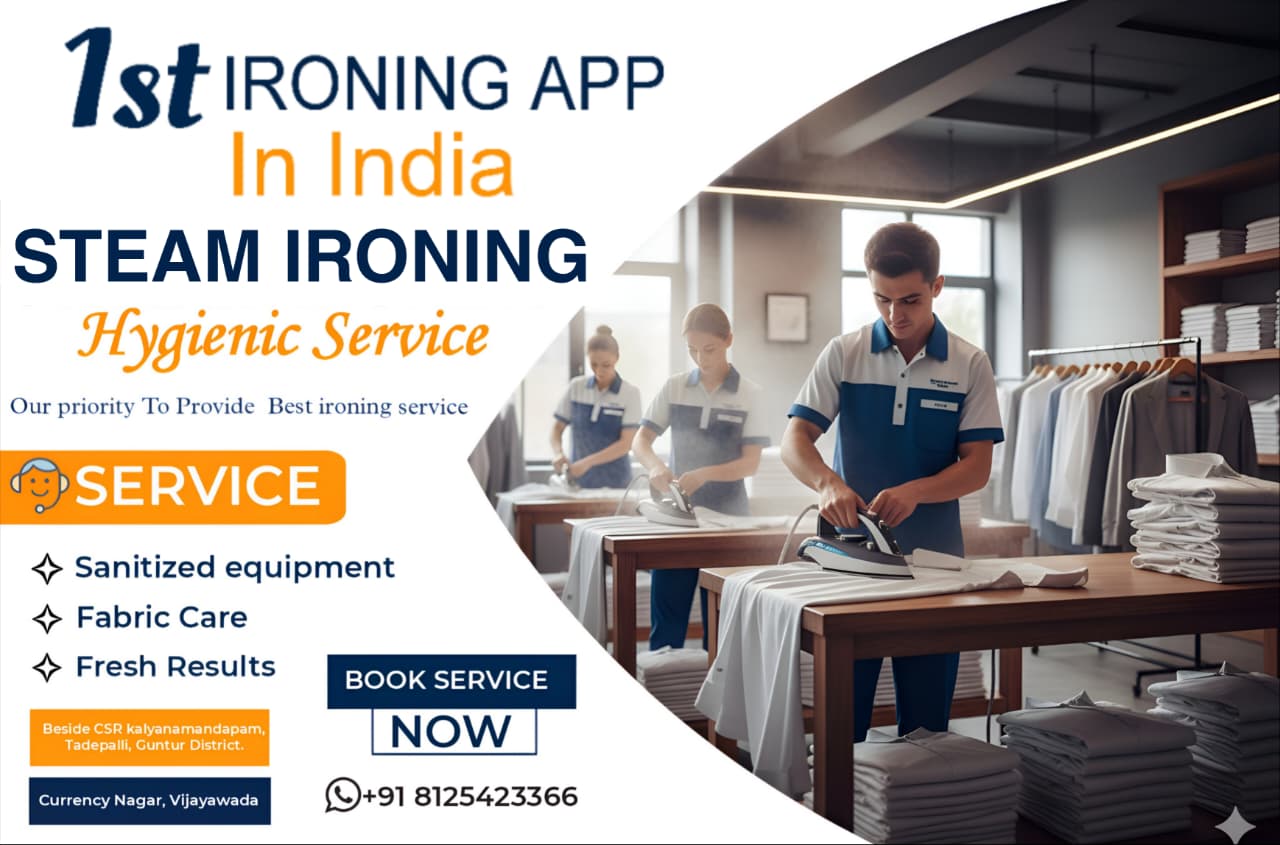 1st IRONING APP
In India
STEAM IRONING
Hygienic Service
Our priority To Provide Best ironing service
SERVICE
Sanitized equipment
Fabric Care
Fresh Results
BOOK SERVICE
NOW
Beside CSR kalyanamandapam,
Tadepalli, Guntur District.
Currency Nagar, Vijayawada
+91 8125423366